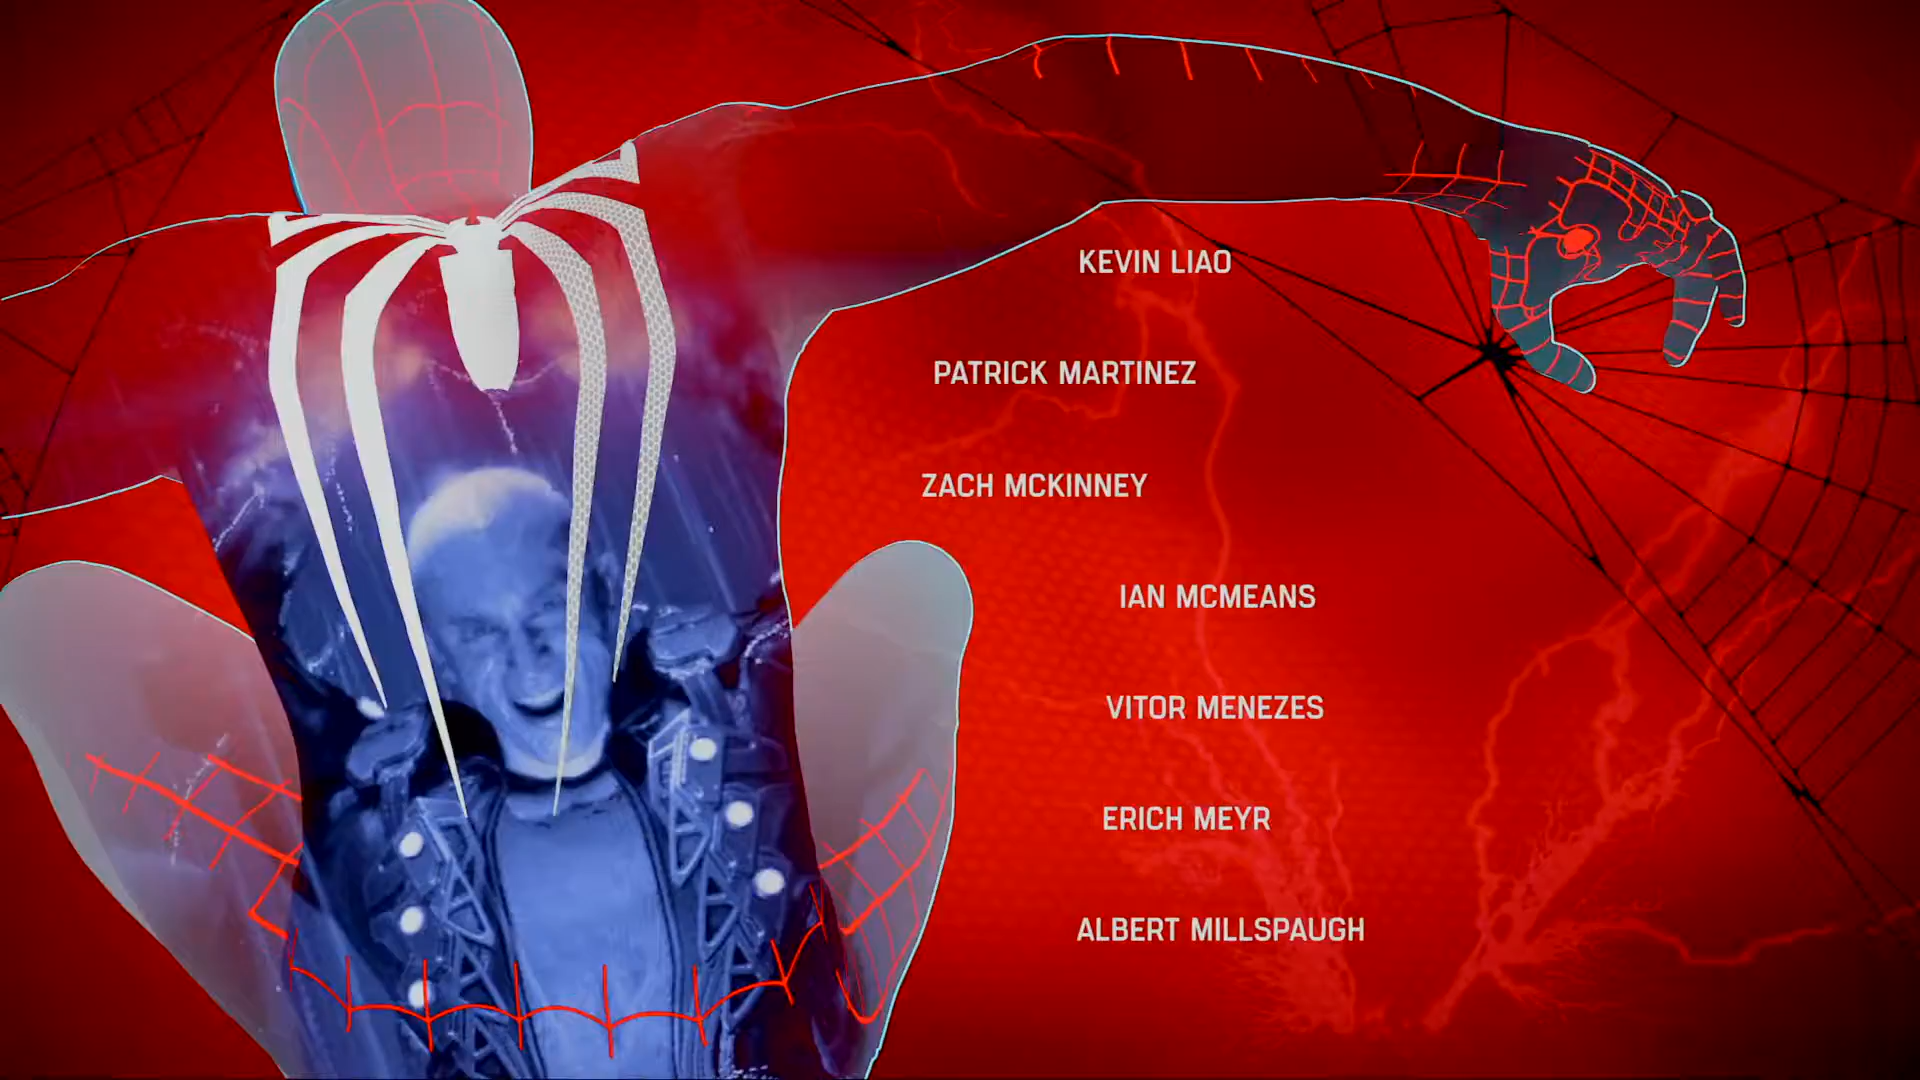 KEVIN LIAO
PATRICK MARTINEZ
ZACH MCKINNEY
IAN MCMEANS
VITOR MENEZES
ERICH MEYR
ALBERT MILLSPAUGH